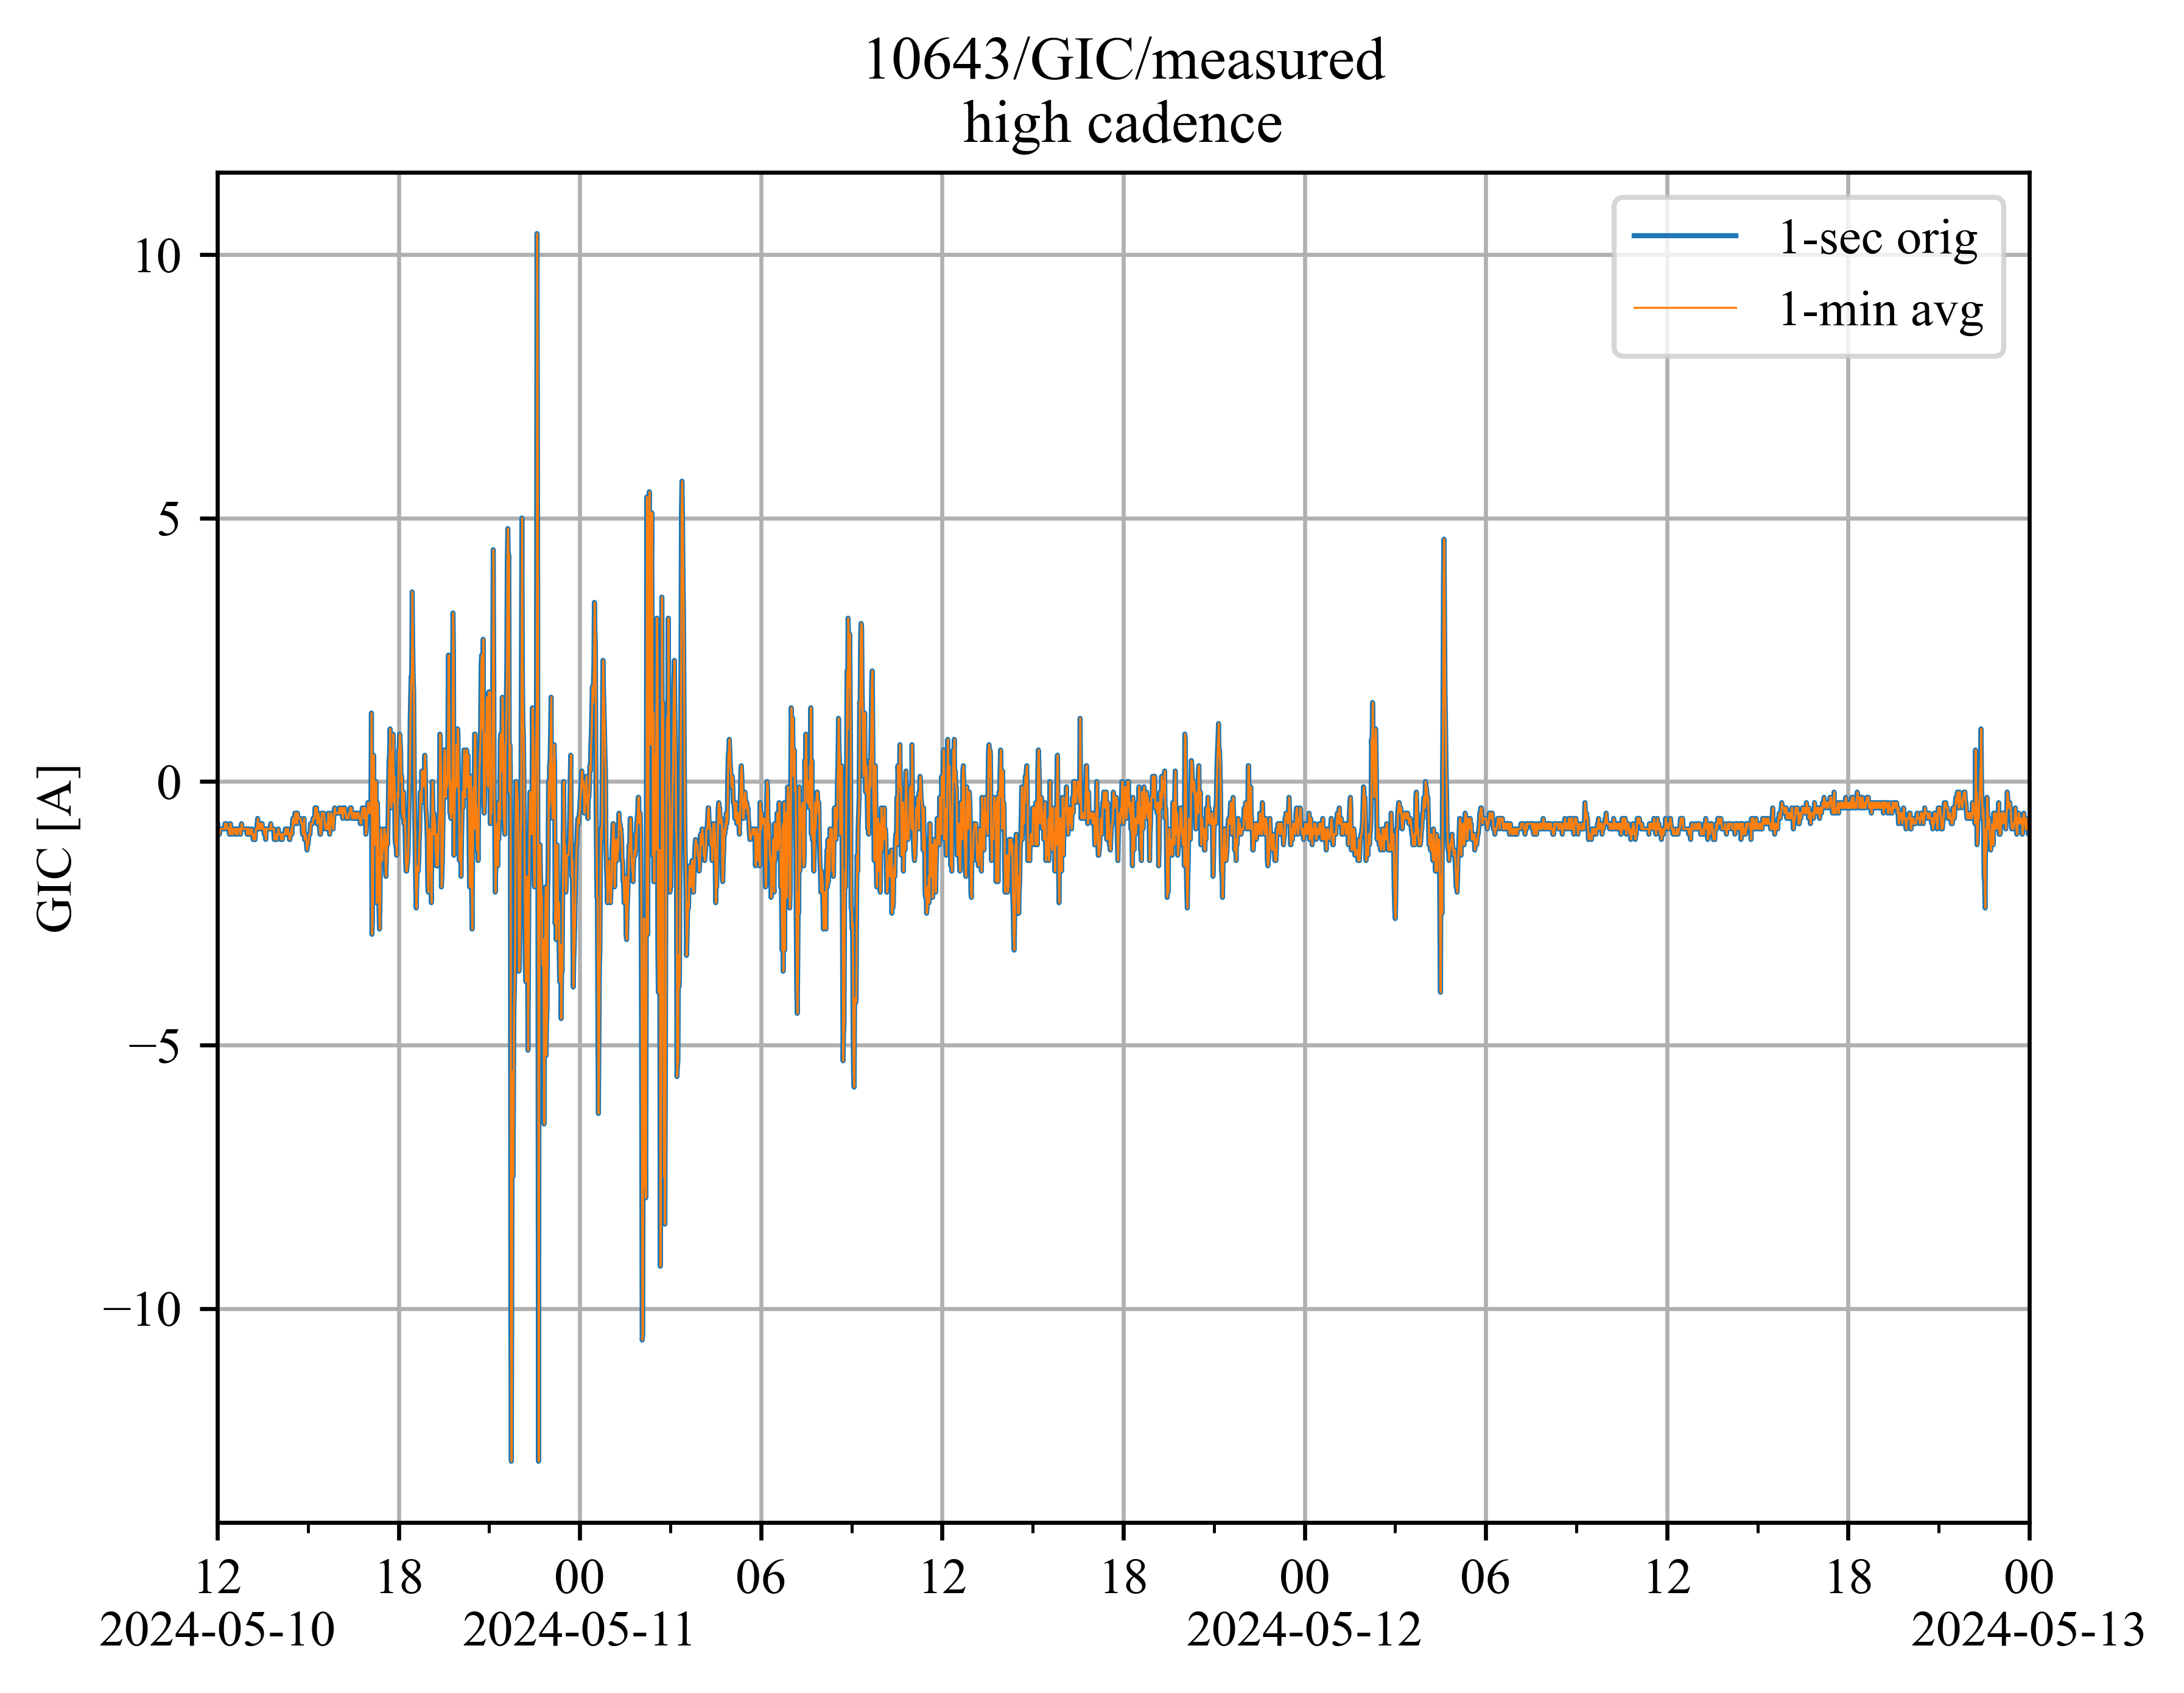 10643/GIC/measured
high cadence
1-sec orig
1-min avg
GIC [A]
10
5
0
−5
−10
12 18 00 06 12 18 00 06 12 18 00
2024-05-10 2024-05-11 2024-05-12 2024-05-13